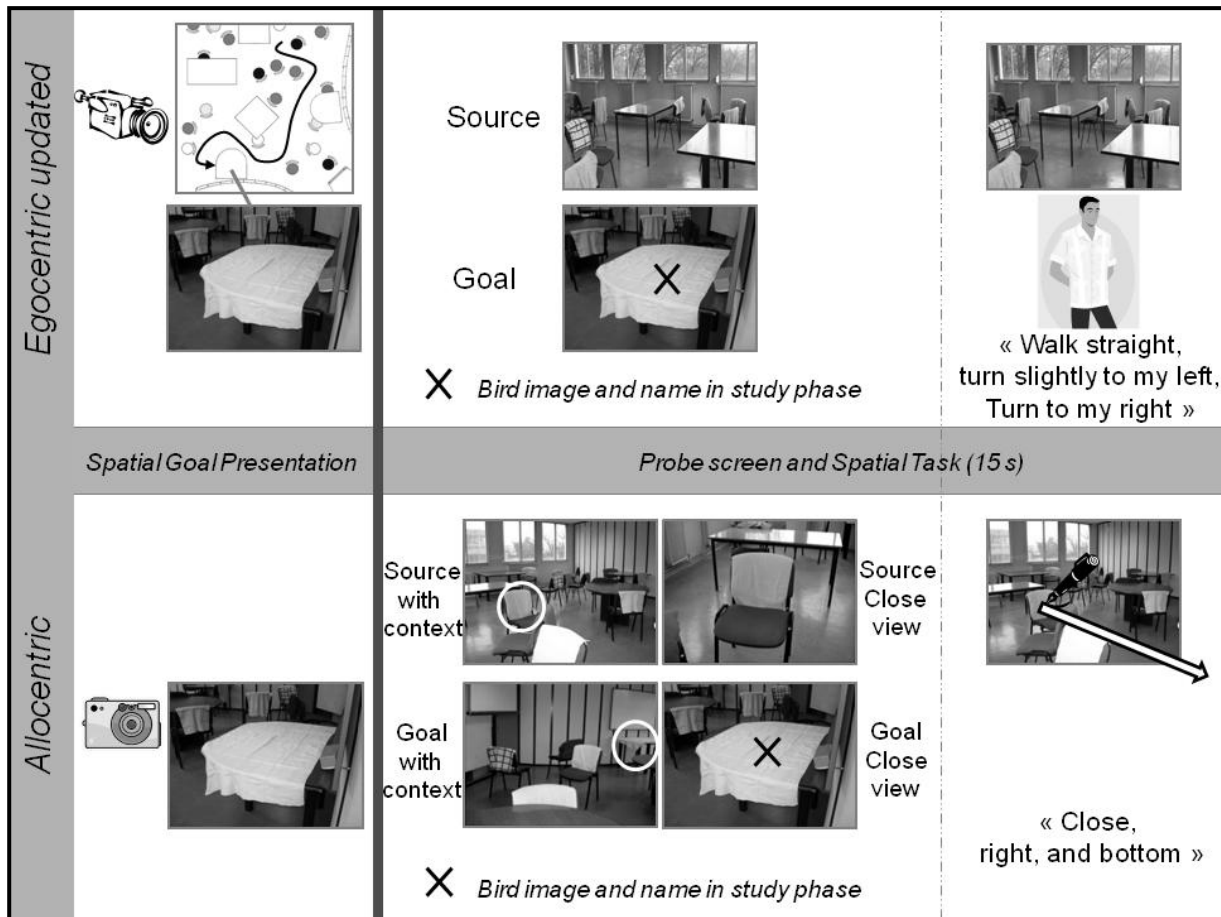 Egocentric updated
Source
Goal
X Bird image and name in study phase
« Walk straight,
turn slightly to my left,
Turn to my right »
Spatial Goal Presentation
Probe screen and Spatial Task (15 s)
Allocentric
Source
with
context
Source
Close
view
Goal
with
context
Goal
Close
view
X Bird image and name in study phase
« Close,
right, and bottom »